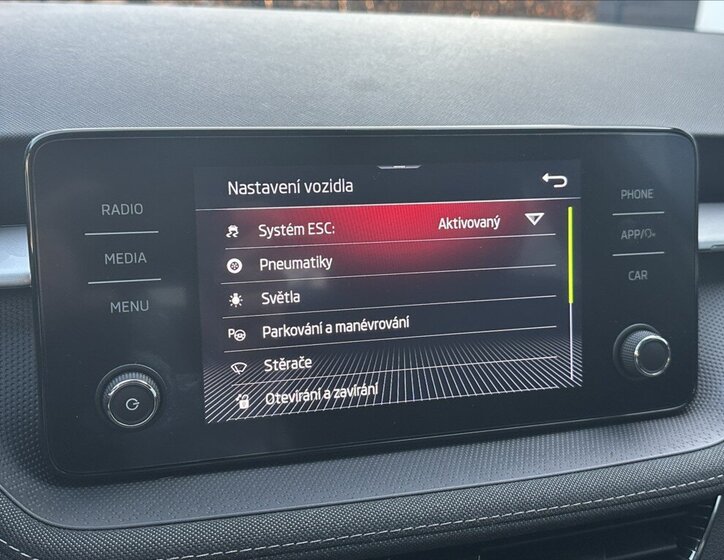 Nastavení vozidla
Systém ESC: Aktivovaný
Pneumatiky
Světla
Parkování a manévrování
Stěrače
Otevírání a zavírání
RADIO
MEDIA
MENU
PHONE
APP/
CAR